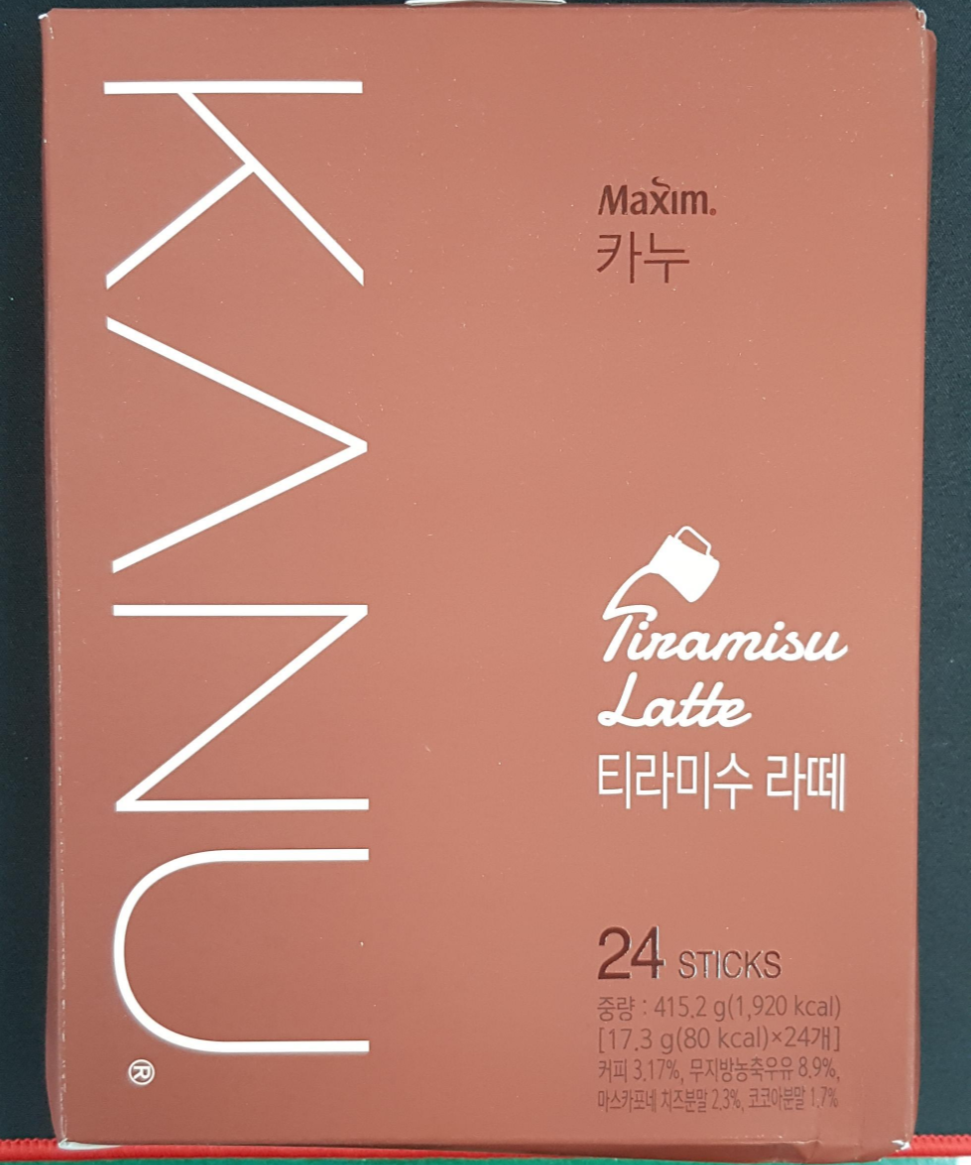 KANU®
Maxim.
카누
Tiramisu
Latte
티라미수 라떼
24 STICKS
중량 : 415.2 g(1,920 kcal)
[17.3 g(80 kcal)×24개]
커피 3.17%, 무지방농축우유 8.9%,
마스카포네 치즈분말 2.3%, 코코아분말 1.7%